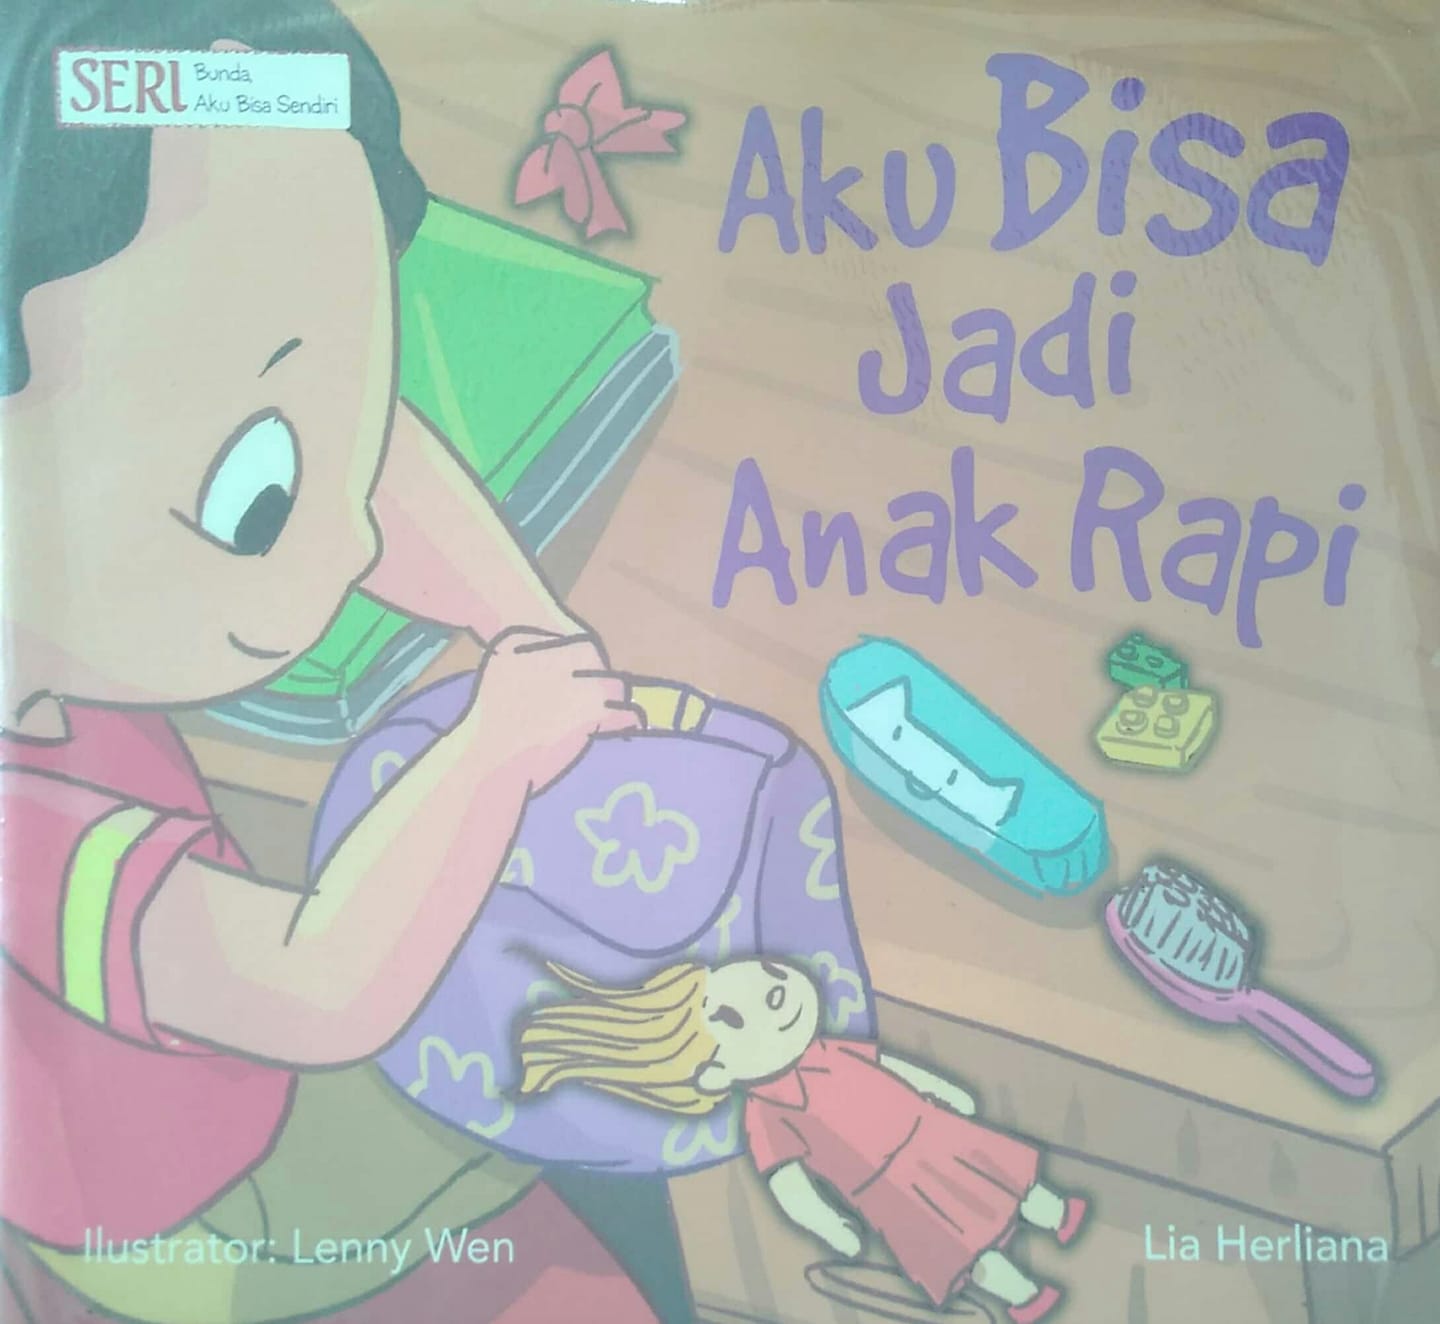 SERI
Bunda,
Aku Bisa Sendiri
Aku Bisa
Jadi
Anak Rapi
Ilustrator: Lenny Wen
Lia Herliana